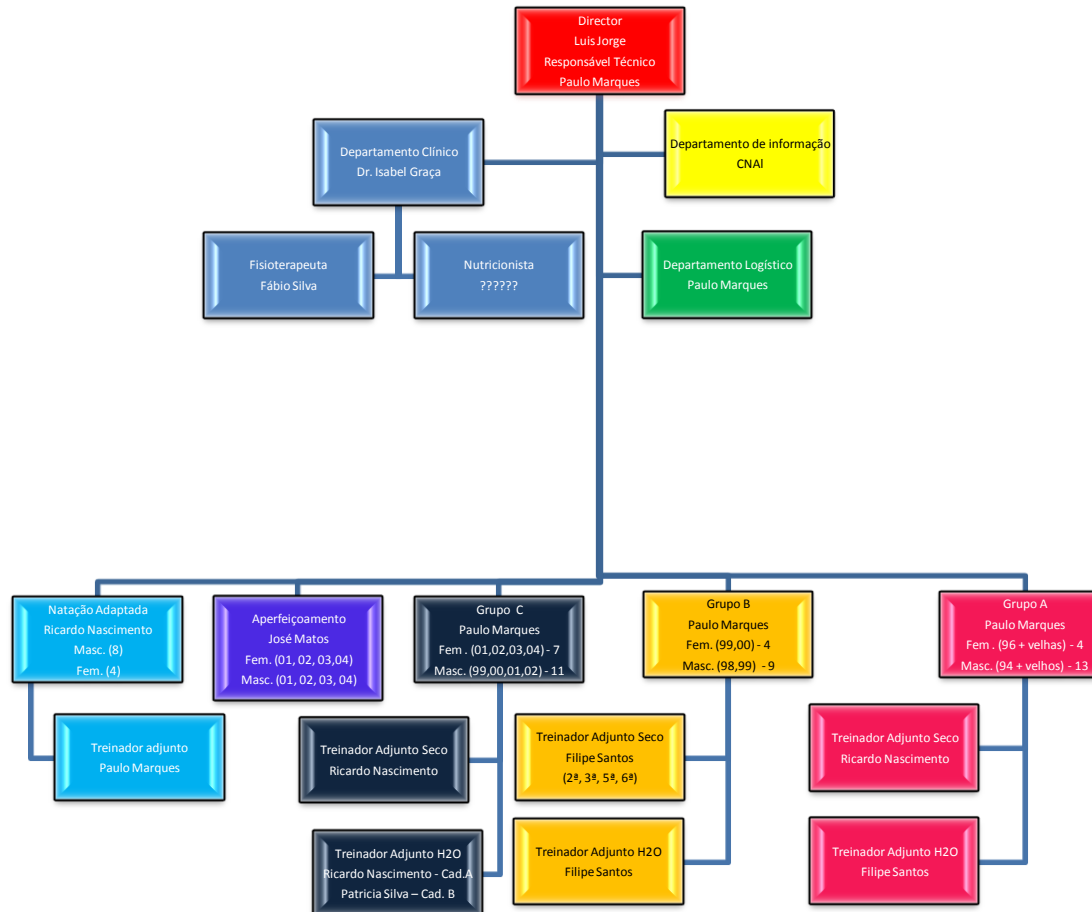 Director
Luis Jorge
Responsável Técnico
Paulo Marques
Departamento Clínico
Dr. Isabel Graça
Departamento de informação
CNAl
Fisioterapeuta
Fábio Silva
Nutricionista
??????
Departamento Logístico
Paulo Marques
Natação Adaptada
Ricardo Nascimento
Masc. (8)
Fem. (4)
Aperfeiçoamento
José Matos
Fem. (01, 02, 03,04)
Masc. (01, 02, 03, 04)
Grupo C
Paulo Marques
Fem . (01,02,03,04) - 7
Masc. (99,00,01,02) - 11
Grupo B
Paulo Marques
Fem. (99,00) - 4
Masc. (98,99) - 9
Grupo A
Paulo Marques
Fem . (96 + velhas) - 4
Masc. (94 + velhos) - 13
Treinador adjunto
Paulo Marques
Treinador Adjunto Seco
Ricardo Nascimento
Treinador Adjunto Seco
Filipe Santos
(2ª, 3ª, 5ª, 6ª)
Treinador Adjunto Seco
Ricardo Nascimento
Treinador Adjunto H2O
Ricardo Nascimento - Cad.A
Patricia Silva – Cad. B
Treinador Adjunto H2O
Filipe Santos
Treinador Adjunto H2O
Filipe Santos